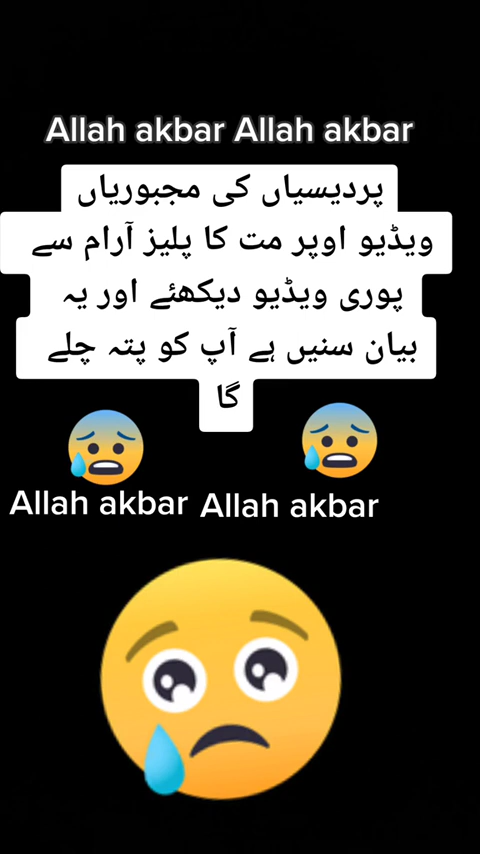 Allah akbar Allah akbar
پردیسیاں کی مجبوریاں
ویڈیو اوپر مت کا پلیز آرام سے
پوری ویڈیو دیکھئے اور یہ
بیان سنیں ہے آپ کو پتہ چلے
گا
Allah akbar Allah akbar